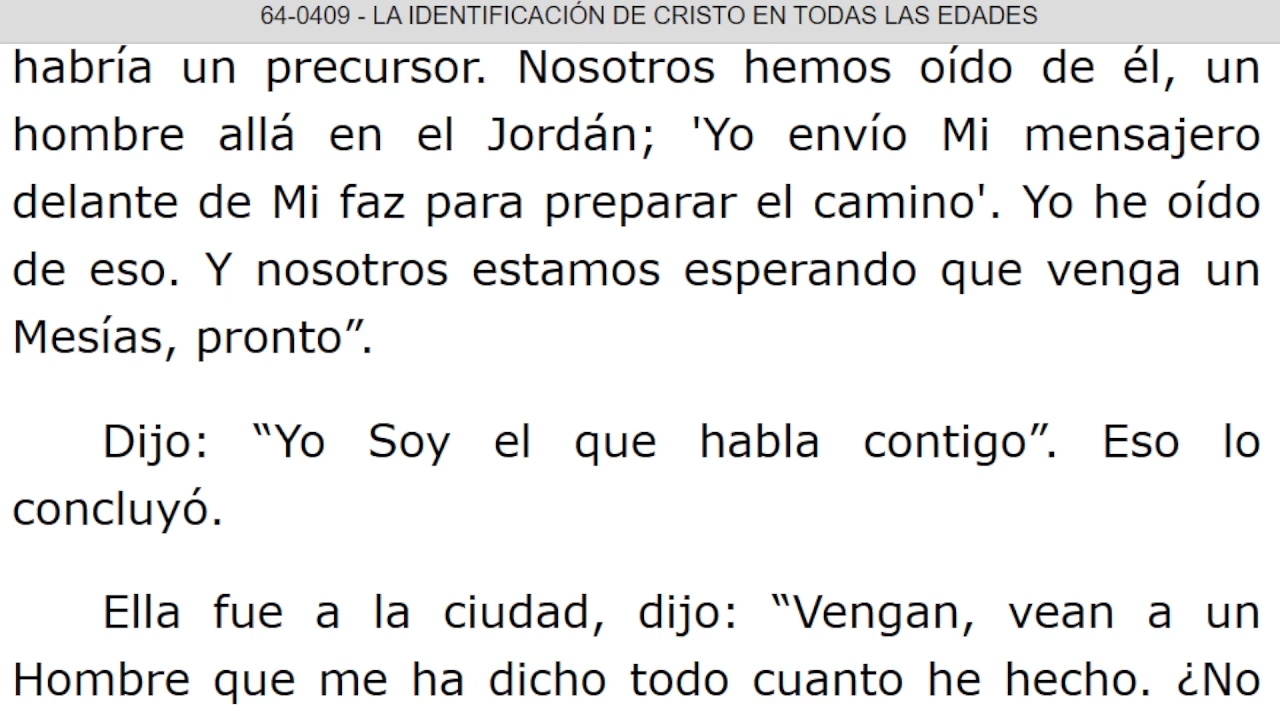 64-0409 - LA IDENTIFICACIÓN DE CRISTO EN TODAS LAS EDADES
habría un precursor. Nosotros hemos oído de él, un
hombre allá en el Jordán; 'Yo envío Mi mensajero
delante de Mi faz para preparar el camino'. Yo he oído
de eso. Y nosotros estamos esperando que venga un
Mesías, pronto”.
Dijo: “Yo Soy el que habla contigo”. Eso lo
concluyó.
Ella fue a la ciudad, dijo: “Vengan, vean a un
Hombre que me ha dicho todo cuanto he hecho. ¿No